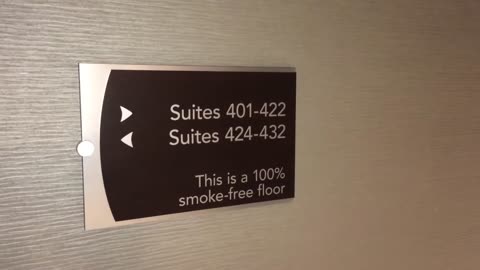 Suites 401-422
Suites 424-432
This is a 100%
smoke-free floor